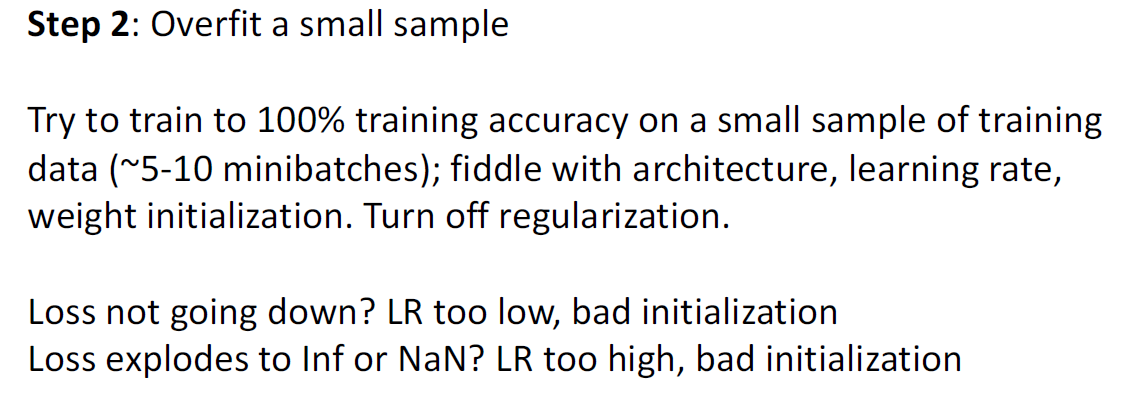 Step 2: Overfit a small sample
Try to train to 100% training accuracy on a small sample of training
data (~5-10 minibatches); fiddle with architecture, learning rate,
weight initialization. Turn off regularization.
Loss not going down? LR too low, bad initialization
Loss explodes to Inf or NaN? LR too high, bad initialization